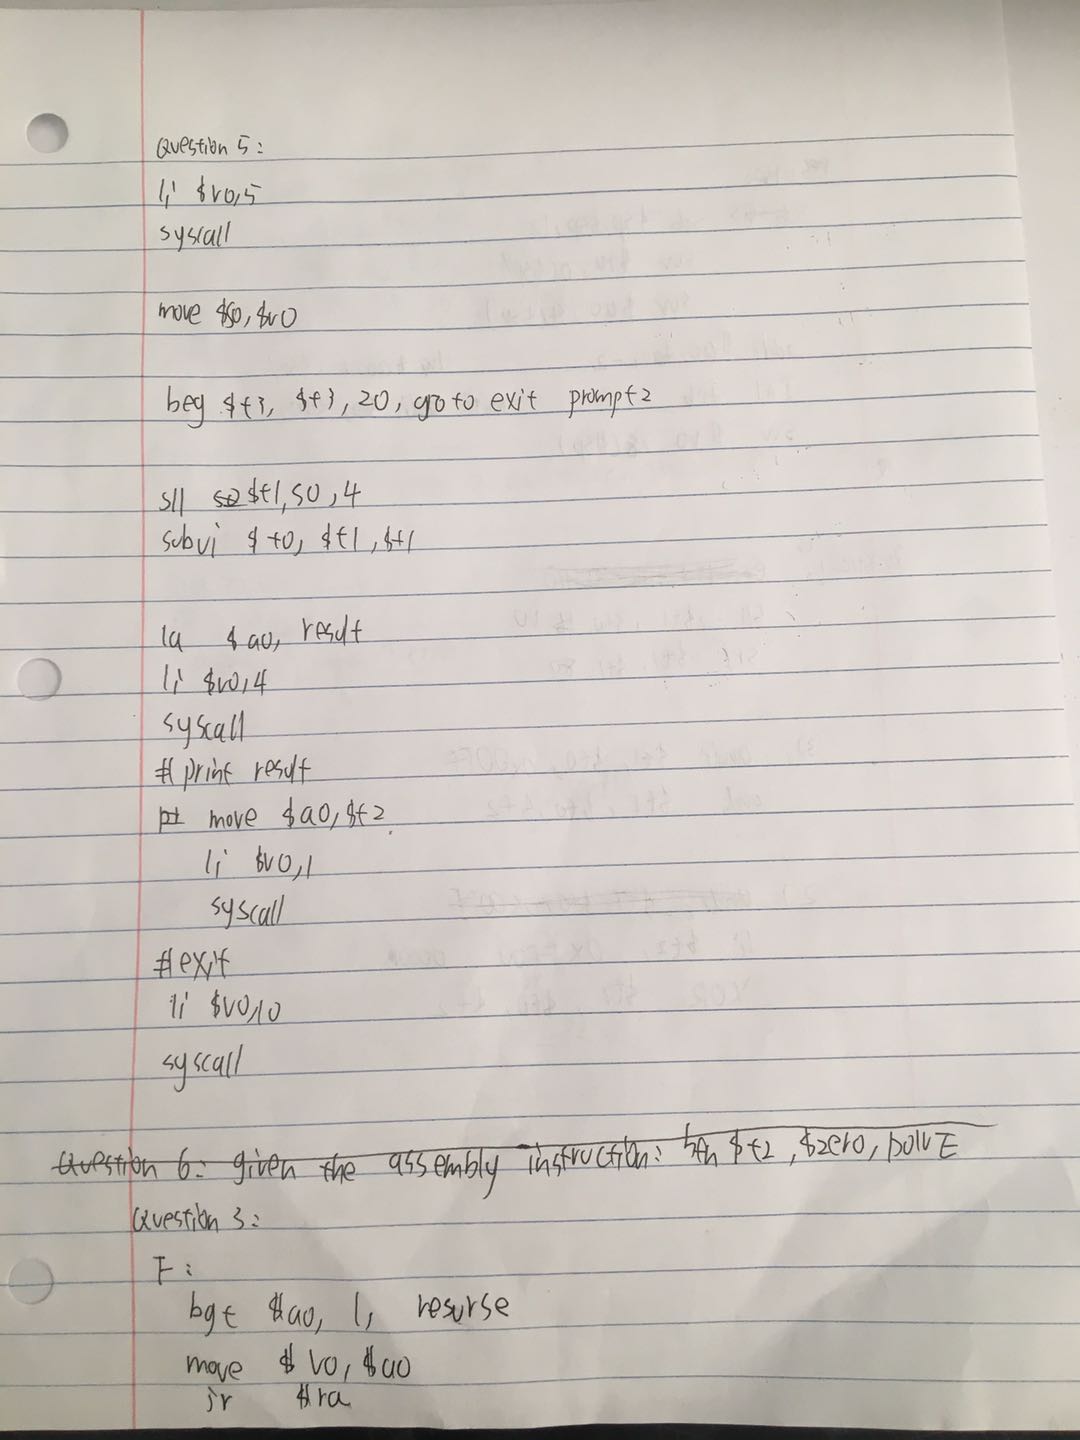 Question 5:
li $v0,5
syscall
move $s0,$v0
beq $t3, $t3, 20, go to exit prompt2
sll $t1,s0,4
subui $t0, $t1,$t1
la $a0, result
li $v0,4
syscall
# print result
move $a0,$t2
li $v0,1
syscall
#exit
li $v0,10
syscall
Question 6: given the assembly instruction: $t2, $zero,
Question 3:
F:
bgt $a0, 1, resurse
move $v0, $a0
jr $ra